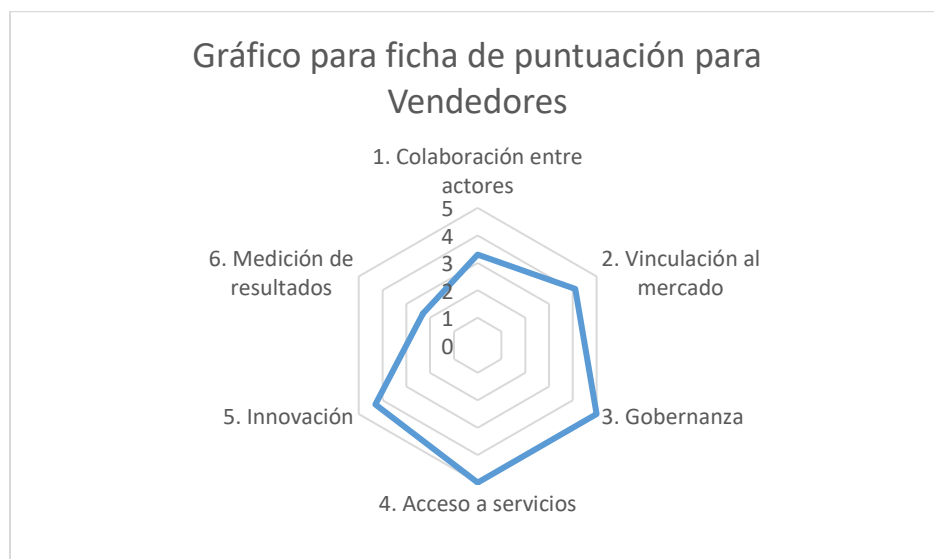 Gráfico para ficha de puntuación para
Vendedores
1. Colaboración entre
actores
5
4
3
2
1
0
2. Vinculación al
mercado
3. Gobernanza
4. Acceso a servicios
5. Innovación
6. Medición de
resultados